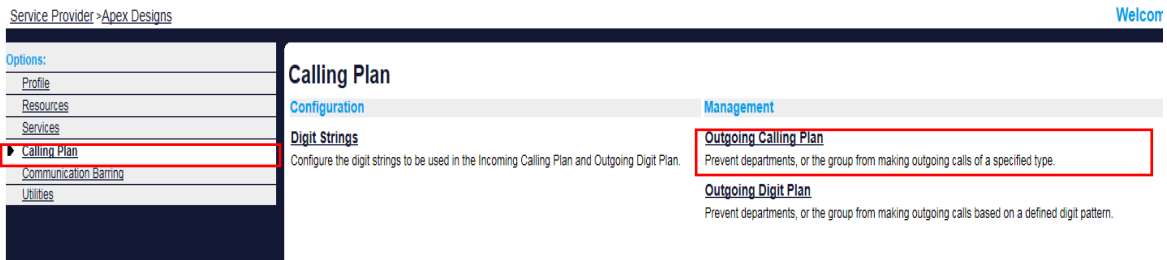 Service Provider >Apex Designs
Welcom
Options:
Profile
Resources
Services
Calling Plan
Communication Barring
Utilities
Calling Plan
Configuration
Digit Strings
Configure the digit strings to be used in the Incoming Calling Plan and Outgoing Digit Plan.
Management
Outgoing Calling Plan
Prevent departments, or the group from making outgoing calls of a specified type.
Outgoing Digit Plan
Prevent departments, or the group from making outgoing calls based on a defined digit pattern.